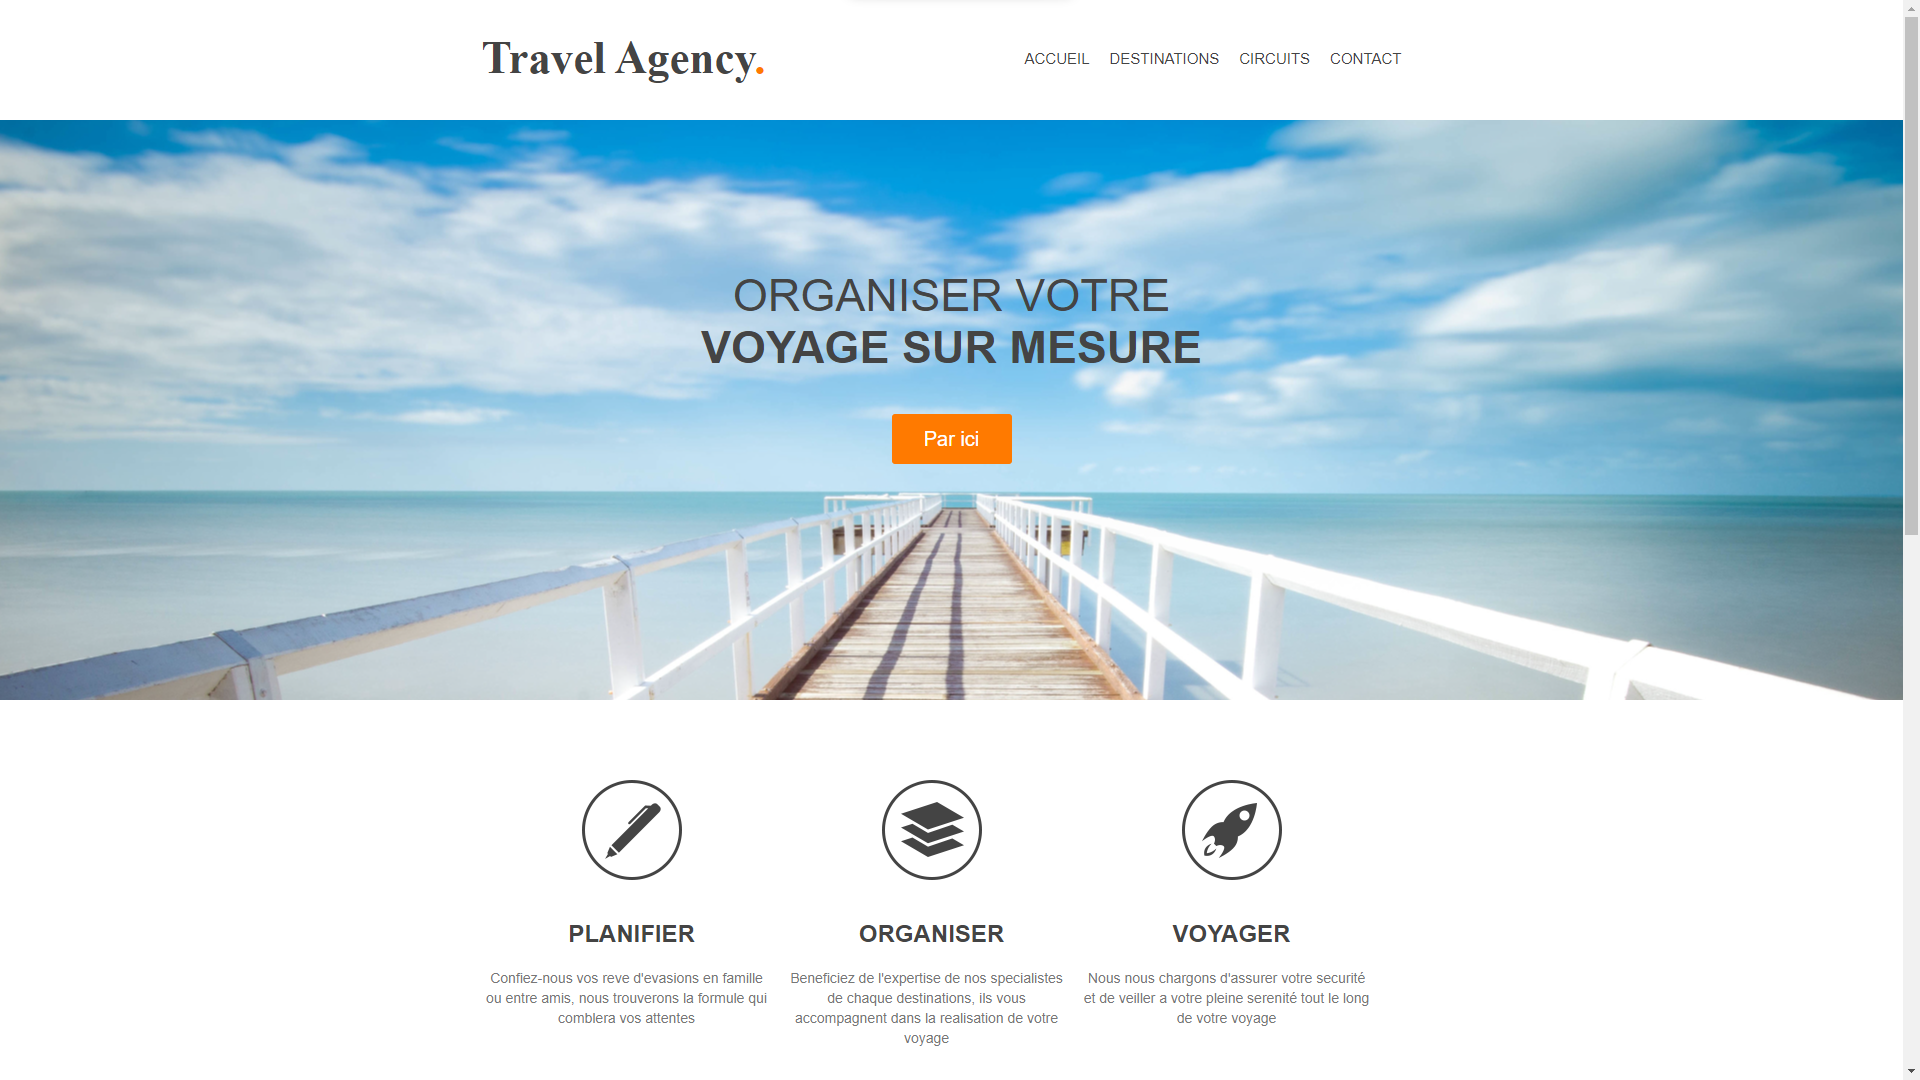 Travel Agency.
ACCUEIL DESTINATIONS CIRCUITS CONTACT
ORGANISER VOTRE
VOYAGE SUR MESURE
Par ici
PLANIFIER
Confiez-nous vos reve d'evasions en famille
ou entre amis, nous trouverons la formule qui
comblera vos attentes
ORGANISER
Beneficiez de l'expertise de nos specialistes
de chaque destinations, ils vous
accompagnent dans la realisation de votre
voyage
VOYAGER
Nous nous chargons d'assurer votre securité
et de veiller a votre pleine serenité tout le long
de votre voyage